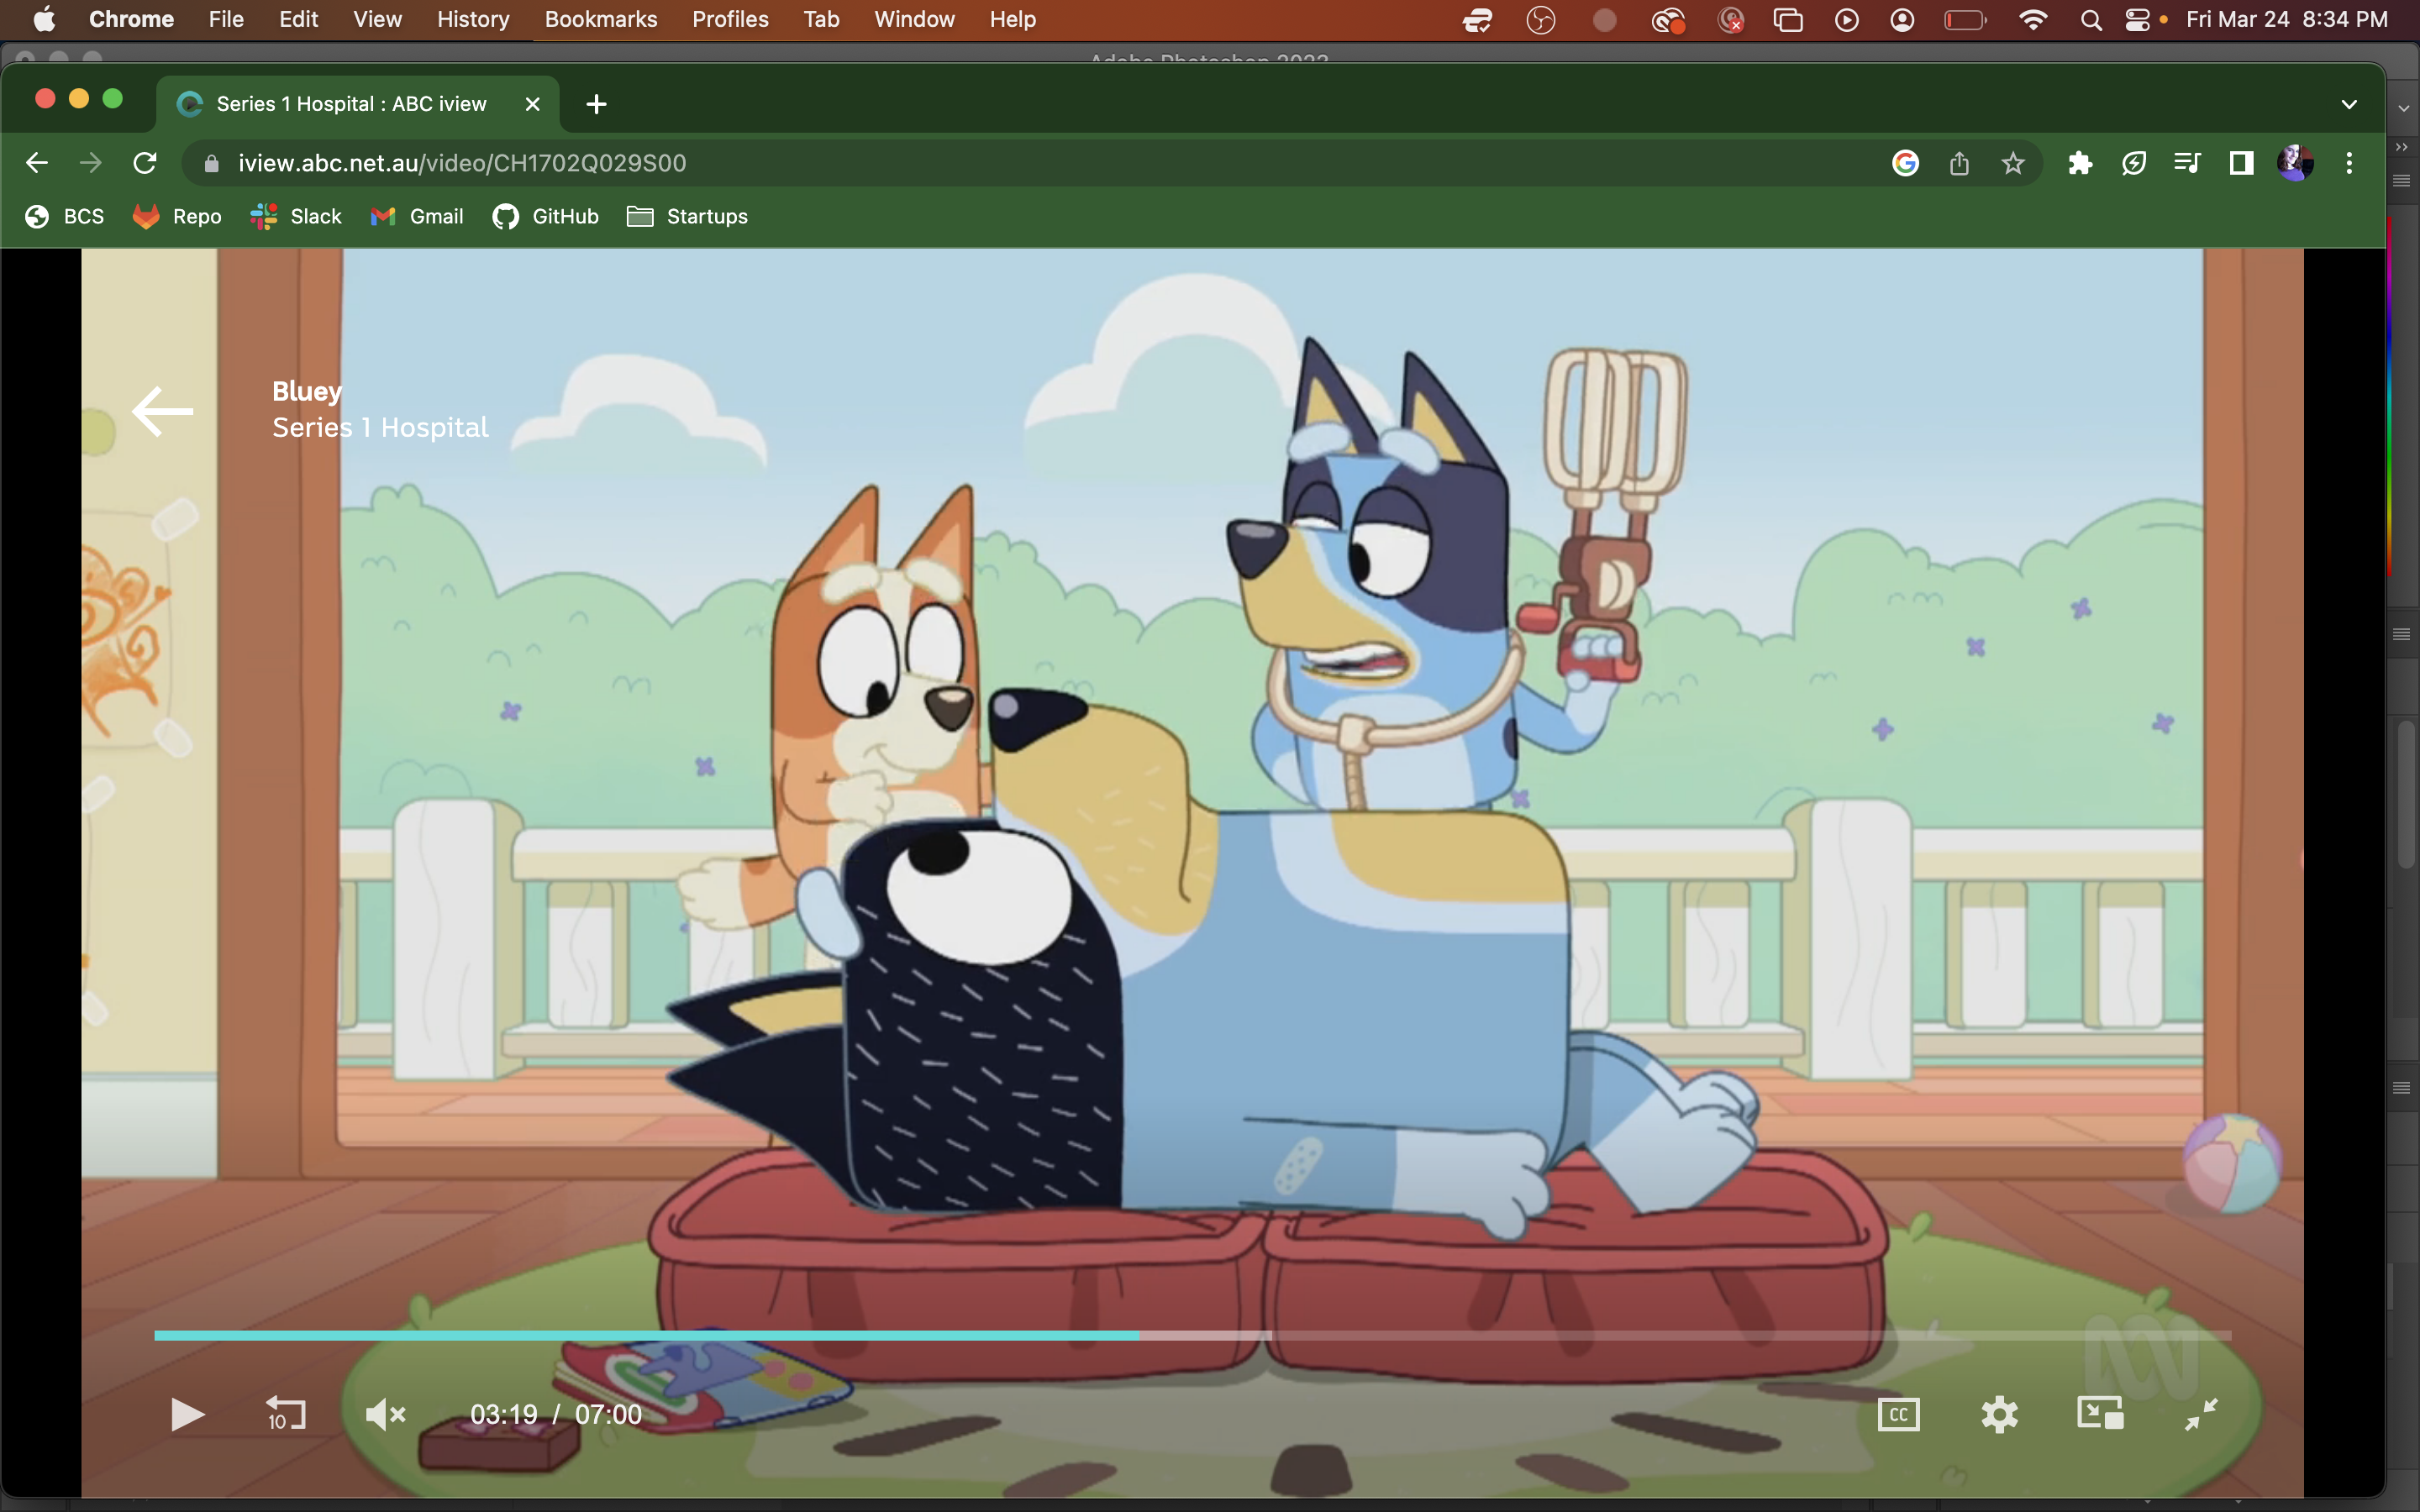 Chrome File Edit View History Bookmarks Profiles Tab Window Help Fri Mar 24 8:34 PM
Adobe Photoshop 2023
Series 1 Hospital : ABC iview
iview.abc.net.au/video/CH1702Q029S00
BCS Repo Slack Gmail GitHub Startups
Bluey
Series 1 Hospital
10 03:19 / 07:00 CC